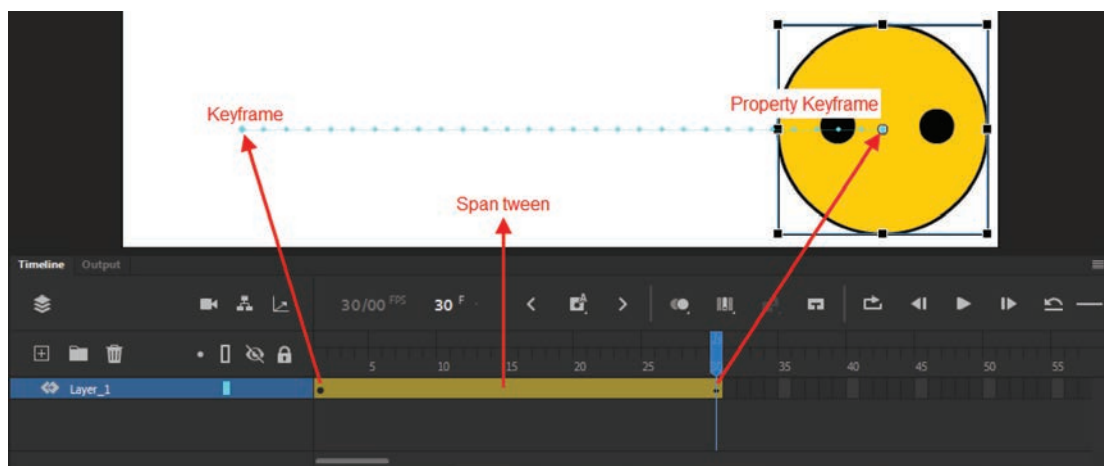 Keyframe
Property Keyframe
Span tween
Timeline Output
30/00 FPS 30 F
5 10 15 20 25 30 35 40 45 50 55
Layer_1